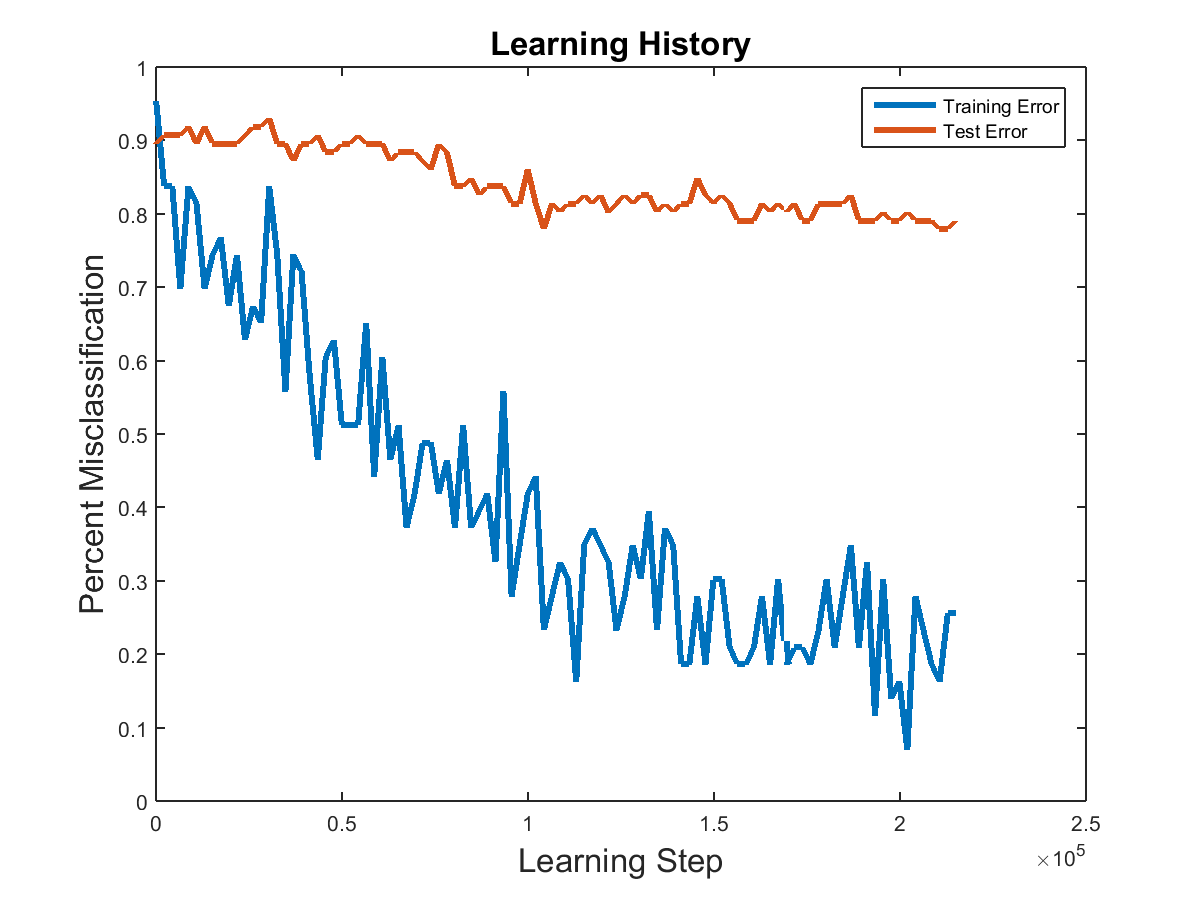 Learning History
Training Error
Test Error
Percent Misclassification
1
0.9
0.8
0.7
0.6
0.5
0.4
0.3
0.2
0.1
0
0 0.5 1 1.5 2 2.5
×10⁵
Learning Step